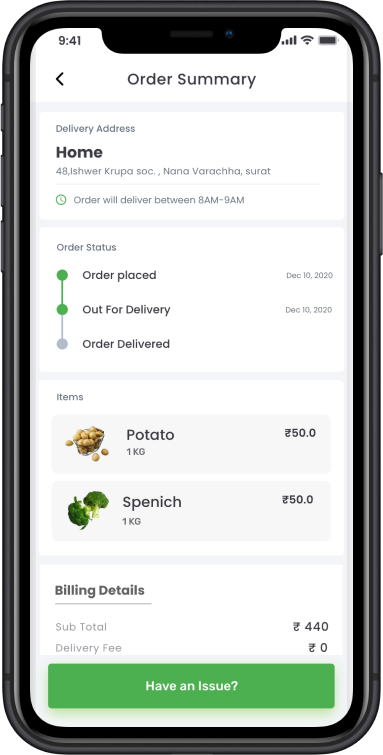 9:41
Order Summary
Delivery Address
Home
48,Ishwer Krupa soc. , Nana Varachha, surat
Order will deliver between 8AM-9AM
Order Status
Order placed Dec 10, 2020
Out For Delivery Dec 10, 2020
Order Delivered
Items
Potato ₹50.0
1 KG
Spenich ₹50.0
1 KG
Billing Details
Sub Total ₹ 440
Delivery Fee ₹ 0
Have an Issue?